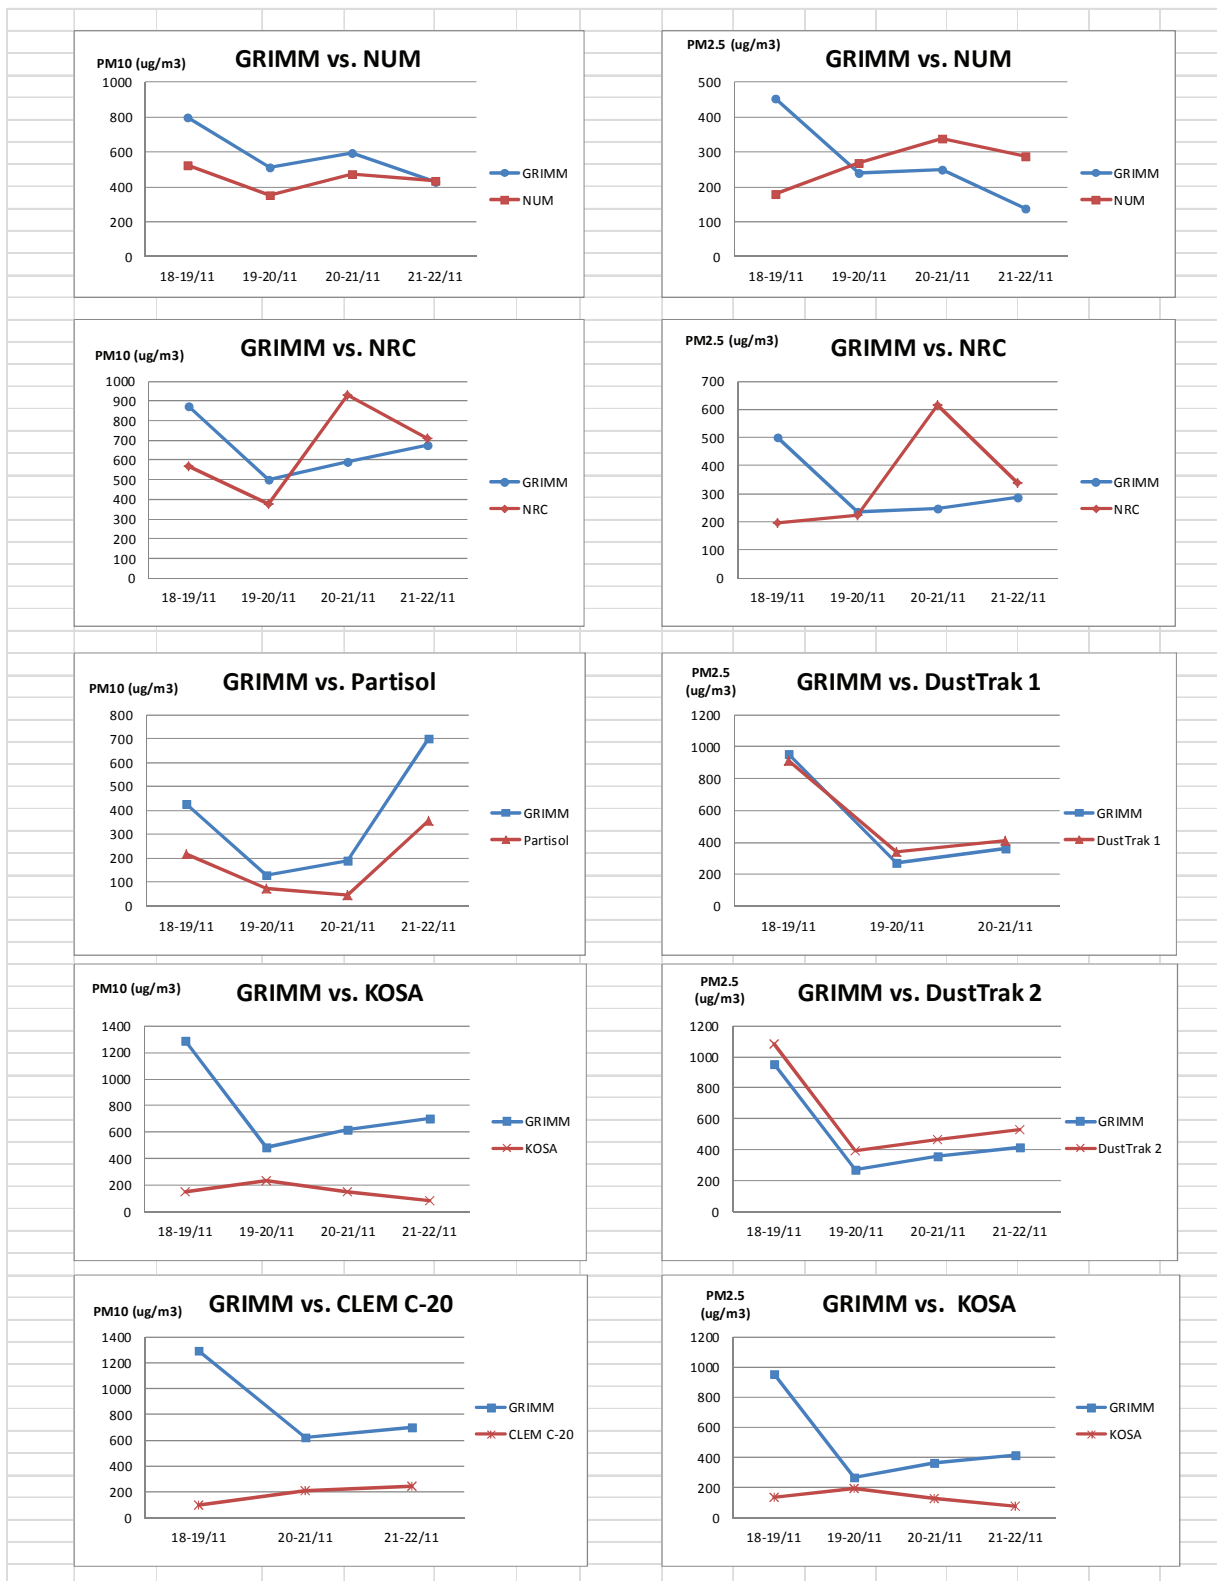 PM10 (ug/m3)
GRIMM vs. NUM
1000
800
600
400
200
0
18-19/11 19-20/11 20-21/11 21-22/11
GRIMM
NUM
PM2.5 (ug/m3)
GRIMM vs. NUM
500
400
300
200
100
0
18-19/11 19-20/11 20-21/11 21-22/11
GRIMM
NUM
PM10 (ug/m3)
GRIMM vs. NRC
1000
900
800
700
600
500
400
300
200
100
0
18-19/11 19-20/11 20-21/11 21-22/11
GRIMM
NRC
PM2.5 (ug/m3)
GRIMM vs. NRC
700
600
500
400
300
200
100
0
18-19/11 19-20/11 20-21/11 21-22/11
GRIMM
NRC
PM10 (ug/m3)
GRIMM vs. Partisol
800
700
600
500
400
300
200
100
0
18-19/11 19-20/11 20-21/11 21-22/11
GRIMM
Partisol
PM2.5
(ug/m3)
GRIMM vs. DustTrak 1
1200
1000
800
600
400
200
0
18-19/11 19-20/11 20-21/11
GRIMM
DustTrak 1
PM10 (ug/m3)
GRIMM vs. KOSA
1400
1200
1000
800
600
400
200
0
18-19/11 19-20/11 20-21/11 21-22/11
GRIMM
KOSA
PM2.5
(ug/m3)
GRIMM vs. DustTrak 2
1200
1000
800
600
400
200
0
18-19/11 19-20/11 20-21/11 21-22/11
GRIMM
DustTrak 2
PM10 (ug/m3)
GRIMM vs. CLEM C-20
1400
1200
1000
800
600
400
200
0
18-19/11 20-21/11 21-22/11
GRIMM
CLEM C-20
PM2.5
(ug/m3)
GRIMM vs. KOSA
1200
1000
800
600
400
200
0
18-19/11 19-20/11 20-21/11 21-22/11
GRIMM
KOSA